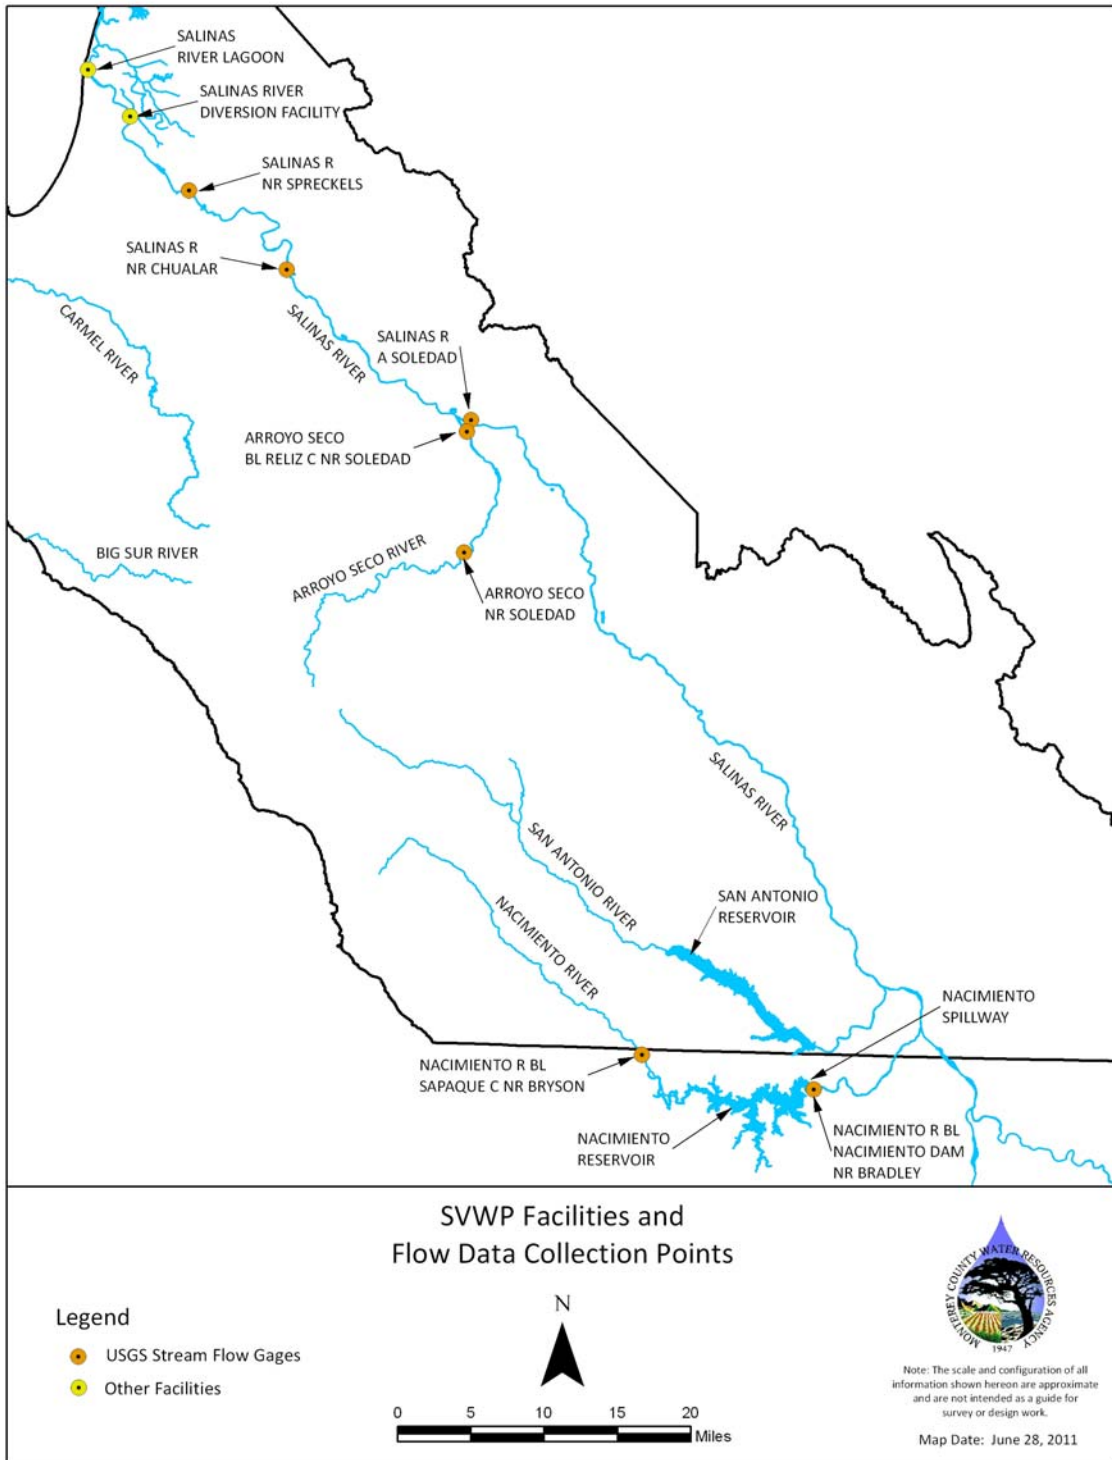 SALINAS
RIVER LAGOON
SALINAS RIVER
DIVERSION FACILITY
SALINAS R
NR SPRECKELS
SALINAS R
NR CHUALAR
CARMEL RIVER
SALINAS RIVER
SALINAS R
A SOLEDAD
ARROYO SECO
BL RELIZ C NR SOLEDAD
BIG SUR RIVER
ARROYO SECO RIVER
ARROYO SECO
NR SOLEDAD
SALINAS RIVER
SAN ANTONIO RIVER
NACIMIENTO RIVER
SAN ANTONIO
RESERVOIR
NACIMIENTO
SPILLWAY
NACIMIENTO R BL
SAPAQUE C NR BRYSON
NACIMIENTO
RESERVOIR
NACIMIENTO R BL
NACIMIENTO DAM
NR BRADLEY
SVWP Facilities and
Flow Data Collection Points
Legend
USGS Stream Flow Gages
Other Facilities
N
0 5 10 15 20
Miles
MONTEREY COUNTY WATER RESOURCES AGENCY
1947
Note: The scale and configuration of all
information shown hereon are approximate
and are not intended as a guide for
survey or design work.
Map Date: June 28, 2011